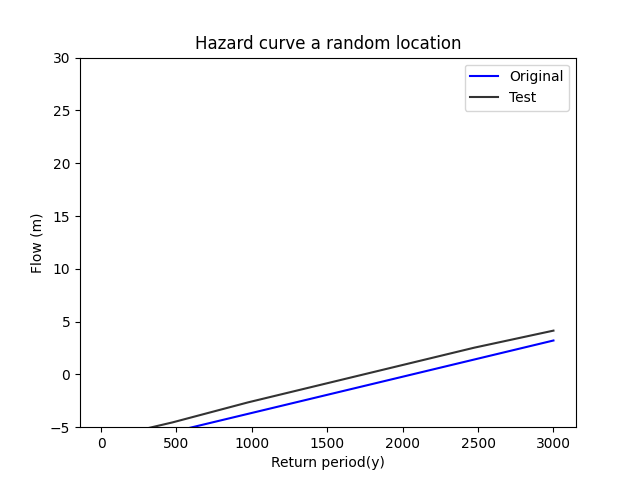 Hazard curve a random location
Original
Test
30
25
20
15
10
5
0
−5
Flow (m)
0 500 1000 1500 2000 2500 3000
Return period(y)